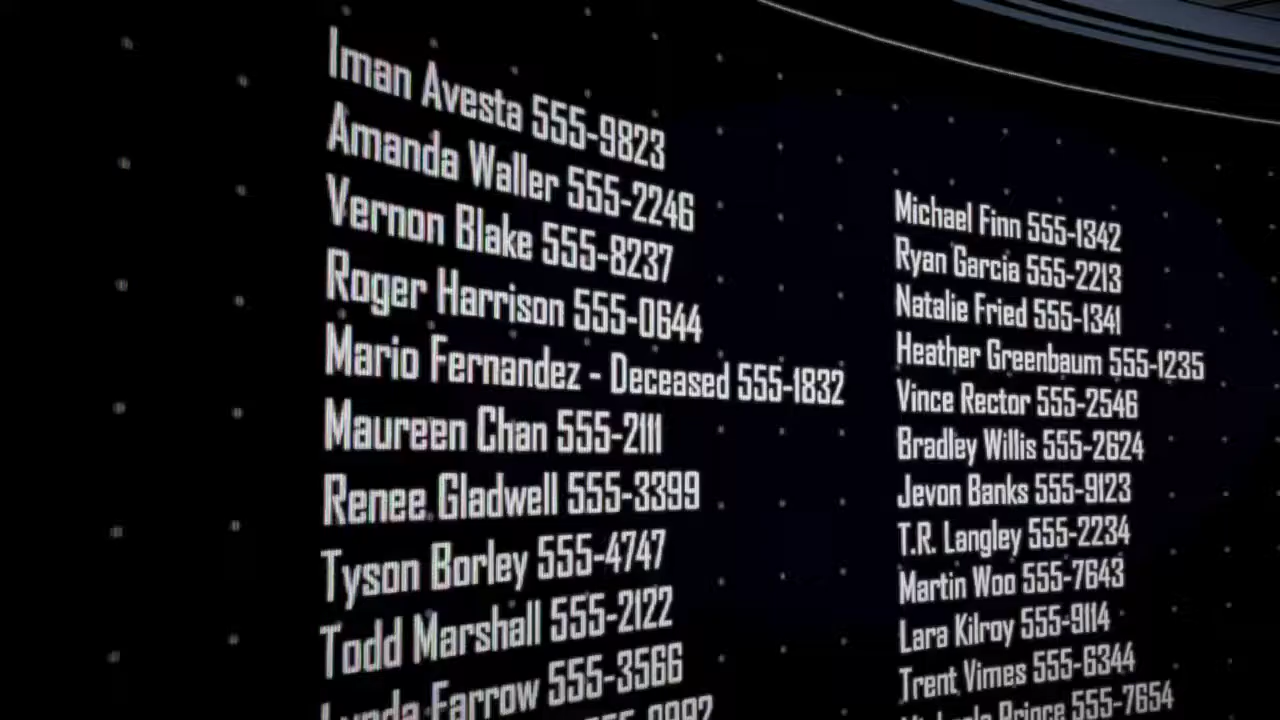 Iman Avesta 555-9823
Amanda Waller 555-2246
Vernon Blake 555-8237
Roger Harrison 555-0644
Mario Fernandez - Deceased 555-1832
Maureen Chan 555-2111
Renee Gladwell 555-3399
Tyson Borley 555-4747
Todd Marshall 555-2122
Lynda Farrow 555-3566
Michael Finn 555-1342
Ryan Garcia 555-2213
Natalie Fried 555-1341
Heather Greenbaum 555-1235
Vince Rector 555-2546
Bradley Willis 555-2624
Jevon Banks 555-9123
T.R. Langley 555-2234
Martin Woo 555-7643
Lara Kilroy 555-9114
Trent Vimes 555-6344
Prince 555-7654